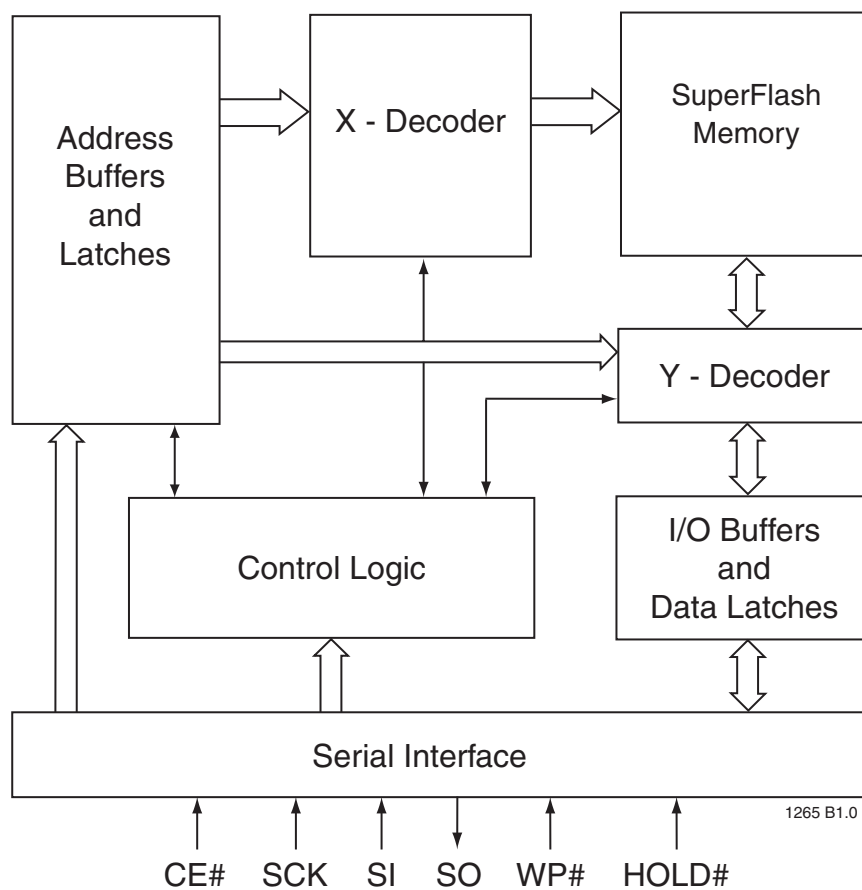 Address
Buffers
and
Latches
X - Decoder
SuperFlash
Memory
Y - Decoder
Control Logic
I/O Buffers
and
Data Latches
Serial Interface
1265 B1.0
CE# SCK SI SO WP# HOLD#